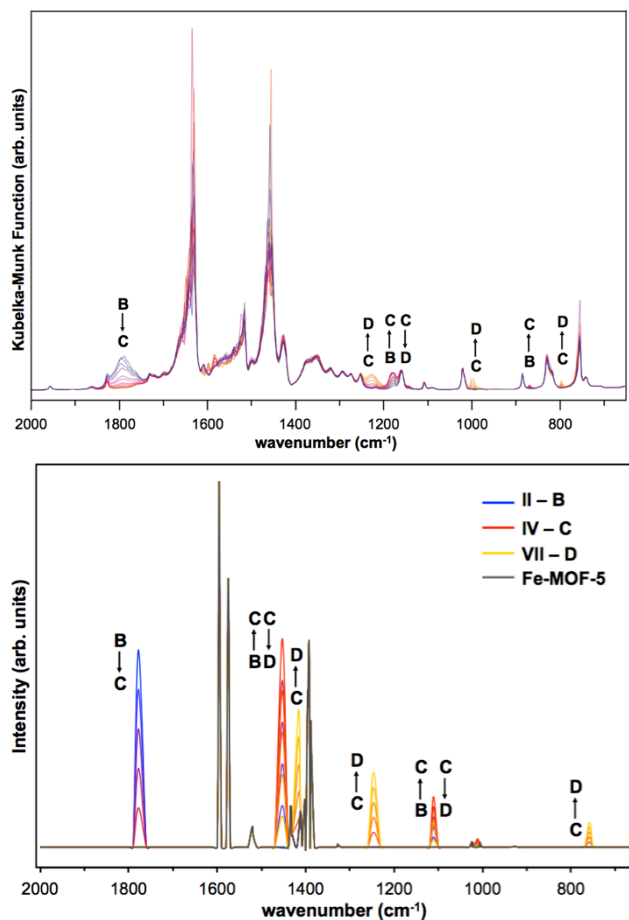 Kubelka-Munk Function (arb. units)
B
C
D
C
C C
B D
D
C
C
B
D
C
2000 1800 1600 1400 1200 1000 800
wavenumber (cm-1)
Intensity (arb. units)
II – B
IV – C
VII – D
Fe-MOF-5
B
C
C C
B D
D
C
D
C
C C
B D
D
C
2000 1800 1600 1400 1200 1000 800
wavenumber (cm-1)